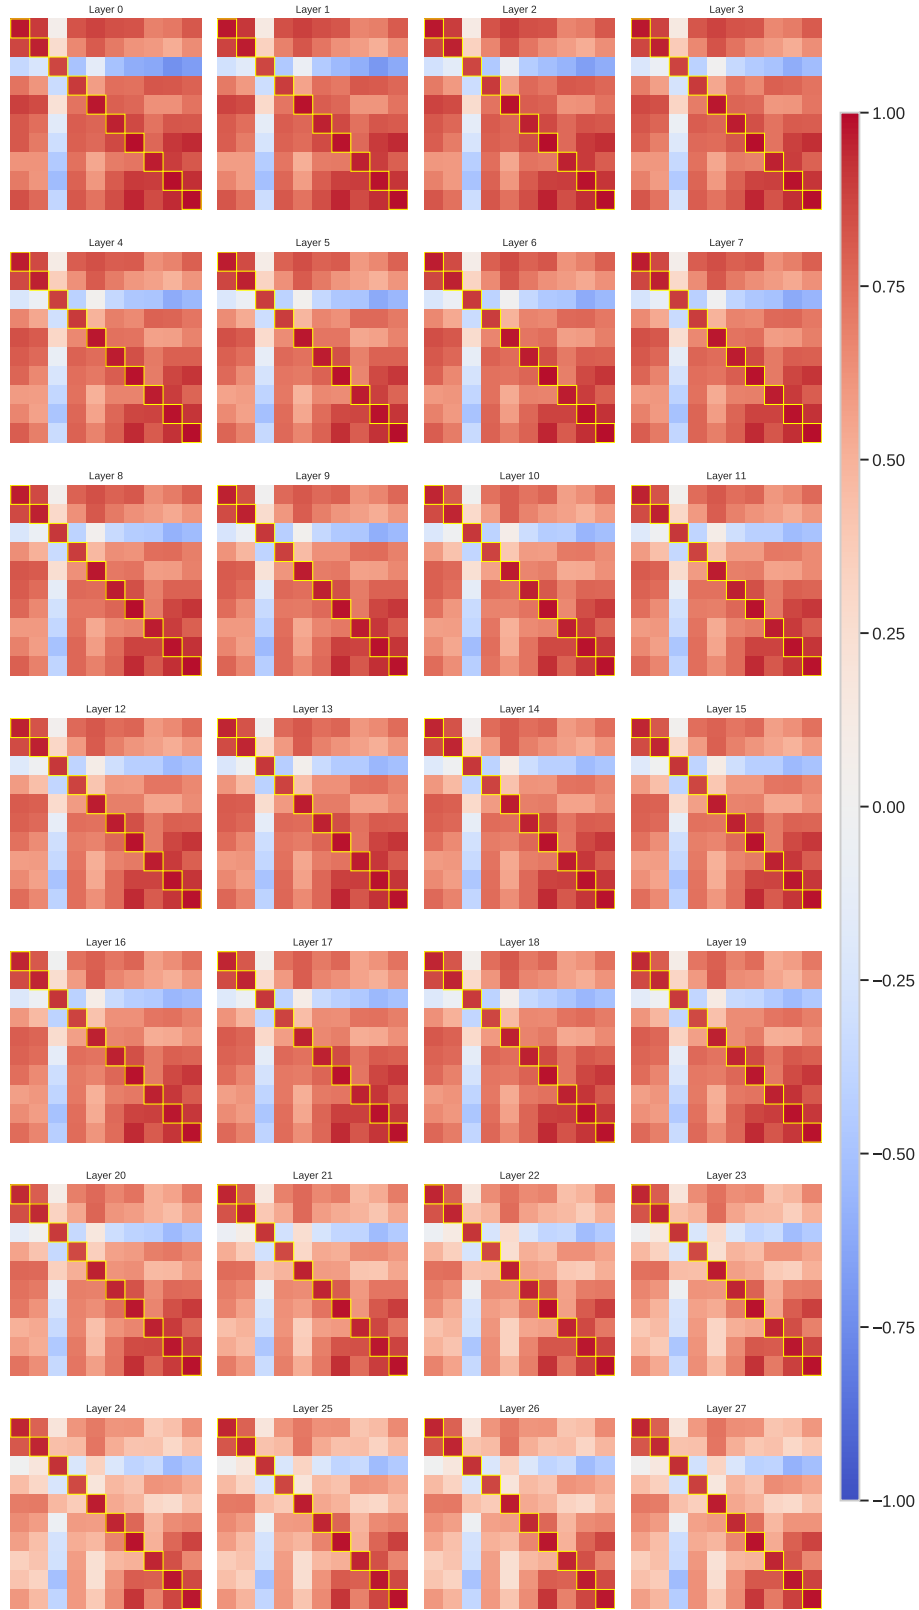 Layer 0
Layer 1
Layer 2
Layer 3
1.00
Layer 4
Layer 5
Layer 6
Layer 7
0.75
0.50
Layer 8
Layer 9
Layer 10
Layer 11
0.25
Layer 12
Layer 13
Layer 14
Layer 15
0.00
Layer 16
Layer 17
Layer 18
Layer 19
−0.25
−0.50
Layer 20
Layer 21
Layer 22
Layer 23
−0.75
Layer 24
Layer 25
Layer 26
Layer 27
−1.00